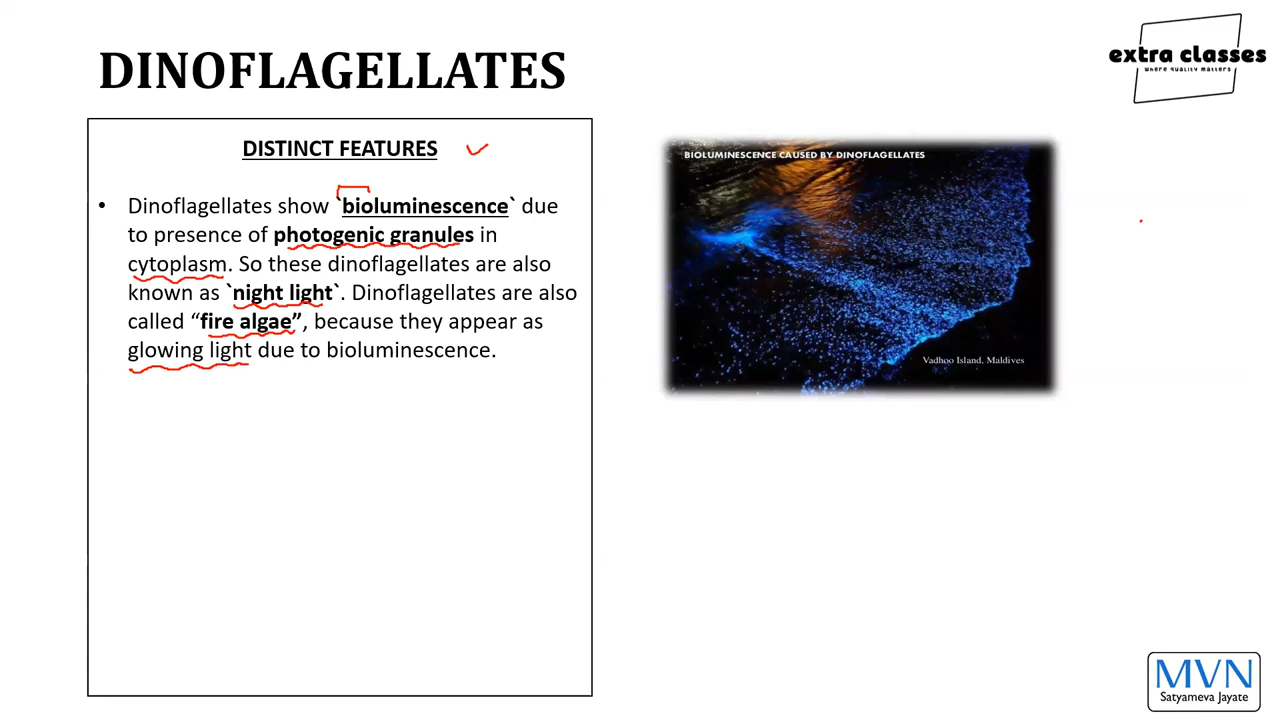 DINOFLAGELLATES
extra classes
where quality matters
DISTINCT FEATURES
• Dinoflagellates show `bioluminescence` due
to presence of photogenic granules in
cytoplasm. So these dinoflagellates are also
known as `night light`. Dinoflagellates are also
called “fire algae”, because they appear as
glowing light due to bioluminescence.
BIOLUMINESCENCE CAUSED BY DINOFLAGELLATES
Vadhoo Island, Maldives
MVN
Satyameva Jayate